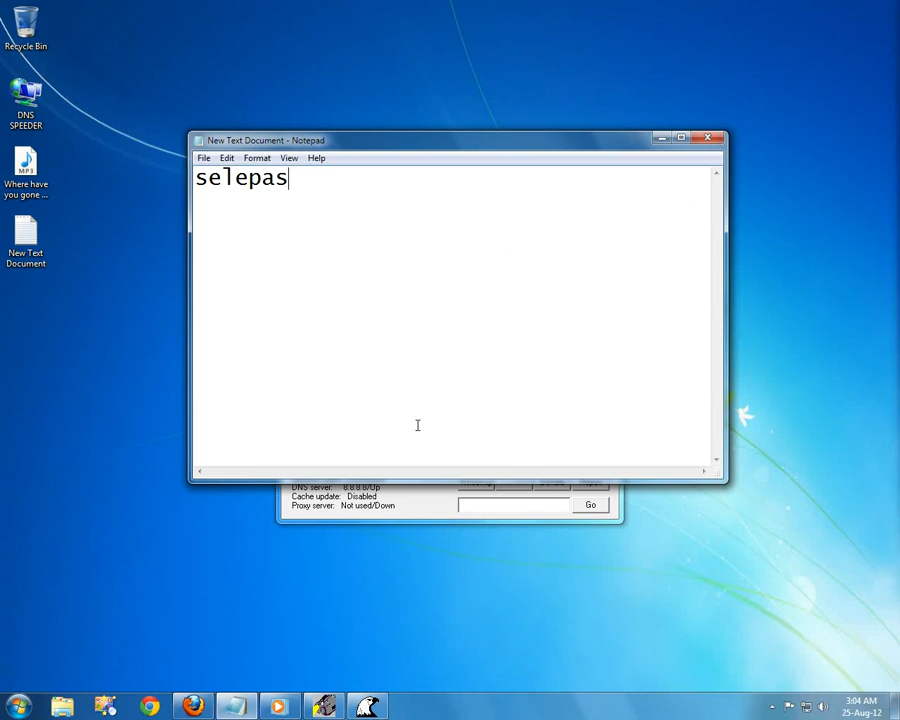 Recycle Bin
DNS
SPEEDER
MP3
Where have
you gone ...
New Text
Document
New Text Document - Notepad
File Edit Format View Help
selepas
DNS server: 8.8.8.8/Up
Cache update: Disabled
Proxy server: Not used/Down
Go
3:04 AM
25-Aug-12